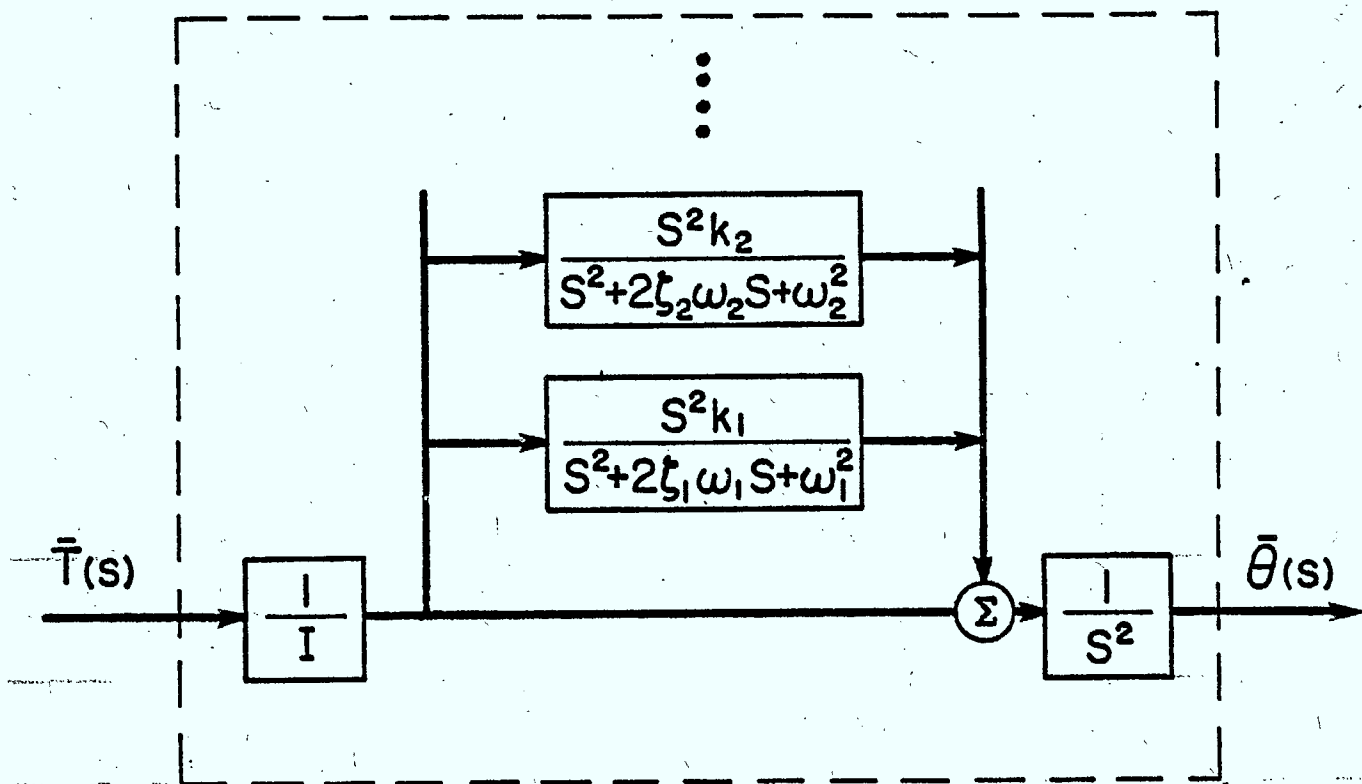 S²k₂
S²+2ζ₂ω₂S+ω₂²
S²k₁
S²+2ζ₁ω₁S+ω₁²
T̄(S)
1
I
Σ
1
S²
θ̄(S)